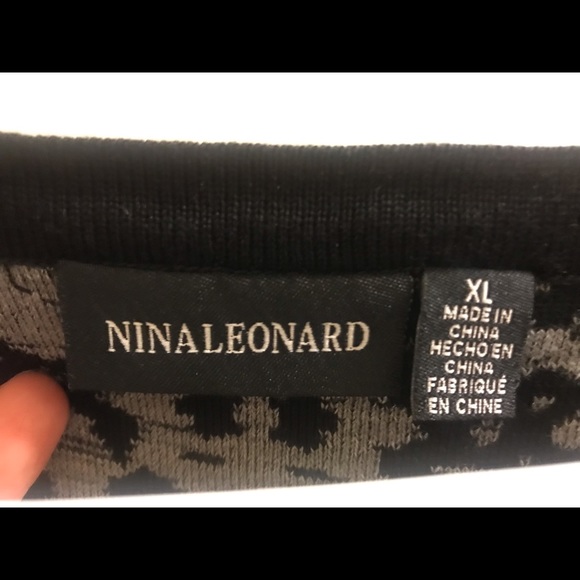 NINALEONARD
XL
MADE IN
CHINA
HECHO EN
CHINA
FABRIQUÉ
EN CHINE